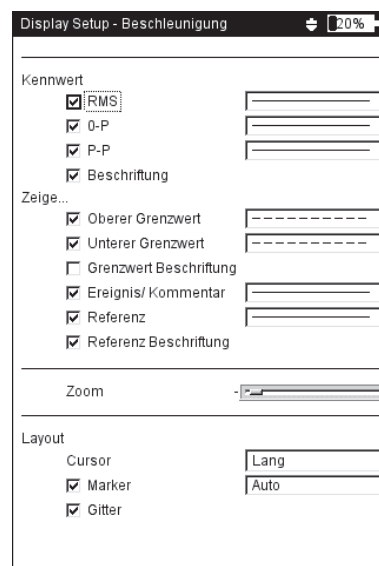 Display Setup - Beschleunigung 20%
Kennwert
RMS
0-P
P-P
Beschriftung
Zeige...
Oberer Grenzwert
Unterer Grenzwert
Grenzwert Beschriftung
Ereignis/ Kommentar
Referenz
Referenz Beschriftung
Zoom -
Layout
Cursor Lang
Marker Auto
Gitter